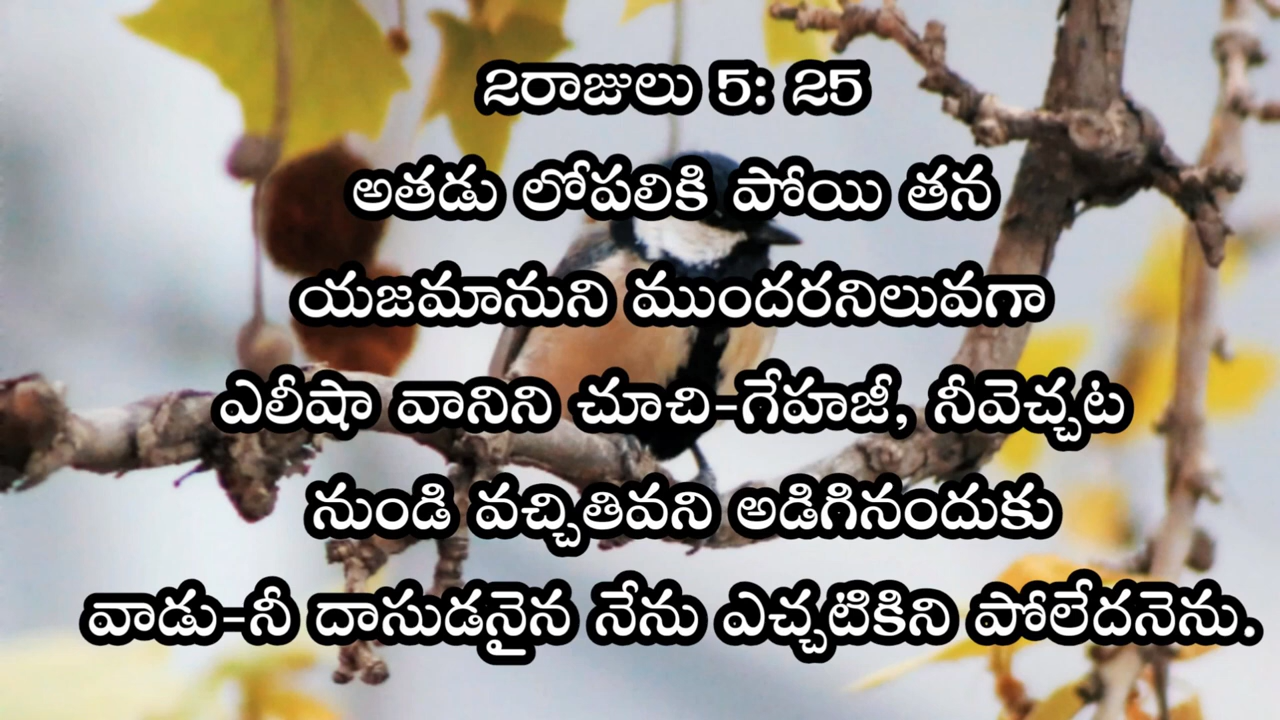 2రాజులు 5: 25
అతడు లోపలికి పోయి తన
యజమానుని ముందరనిలువగా
ఎలీషా వానిని చూచి-గేహజీ, నీవెచ్చట
నుండి వచ్చితివని అడిగినందుకు
వాడు-నీ దాసుడనైన నేను ఎచ్చటికిని పోలేదనెను.